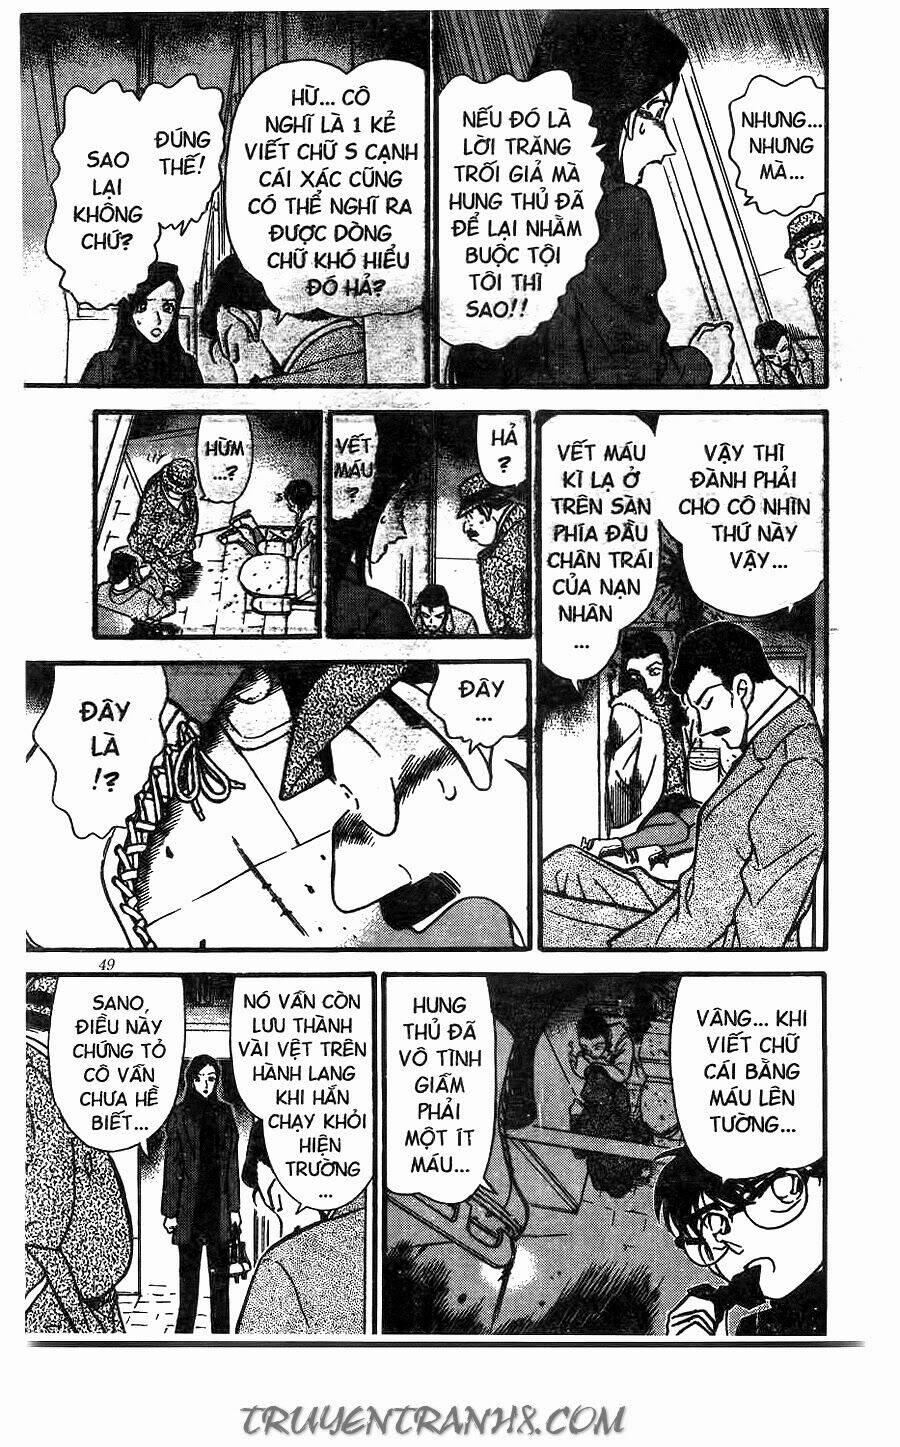 NHƯNG...
NHƯNG
MÀ...
NẾU ĐÓ LÀ
LỜI TRĂNG
TRỐI GIẢ MÀ
HUNG THỦ ĐÃ
ĐỂ LẠI NHẰM
BUỘC TỘI
TÔI THÌ
SAO!!
HỪ... CÔ
NGHĨ LÀ 1 KẺ
VIẾT CHỮ S CẠNH
CÁI XÁC CŨNG
CÓ THỂ NGHĨ RA
ĐƯỢC DÒNG
CHỮ KHÓ HIỂU
ĐÓ HẢ?
ĐÚNG
THẾ!
SAO
LẠI
KHÔNG
CHỨ?
VẬY THÌ
ĐÀNH PHẢI
CHO CÔ NHÌN
THỨ NÀY
VẬY...
VẾT MÁU
KÌ LẠ Ở
TRÊN SÀN
PHÍA ĐẦU
CHÂN TRÁI
CỦA NẠN
NHÂN
...
HẢ
?
VẾT
MÁU
?
HỪM
...?
ĐÂY
...
ĐÂY
LÀ
!?
49
VÂNG... KHI
VIẾT CHỮ
CÁI BẰNG
MÁU LÊN
TƯỜNG...
HUNG
THỦ ĐÃ
VÔ TÌNH
GIẪM
PHẢI
MỘT ÍT
MÁU...
NÓ VẪN CÒN
LƯU THÀNH
VÀI VỆT TRÊN
HÀNH LANG
KHI HẮN
CHẠY KHỎI
HIỆN
TRƯỜNG
...
SANO,
ĐIỀU NÀY
CHỨNG TỎ
CÔ VẪN
CHƯA HỀ
BIẾT...
TRUYENTRANH8.COM